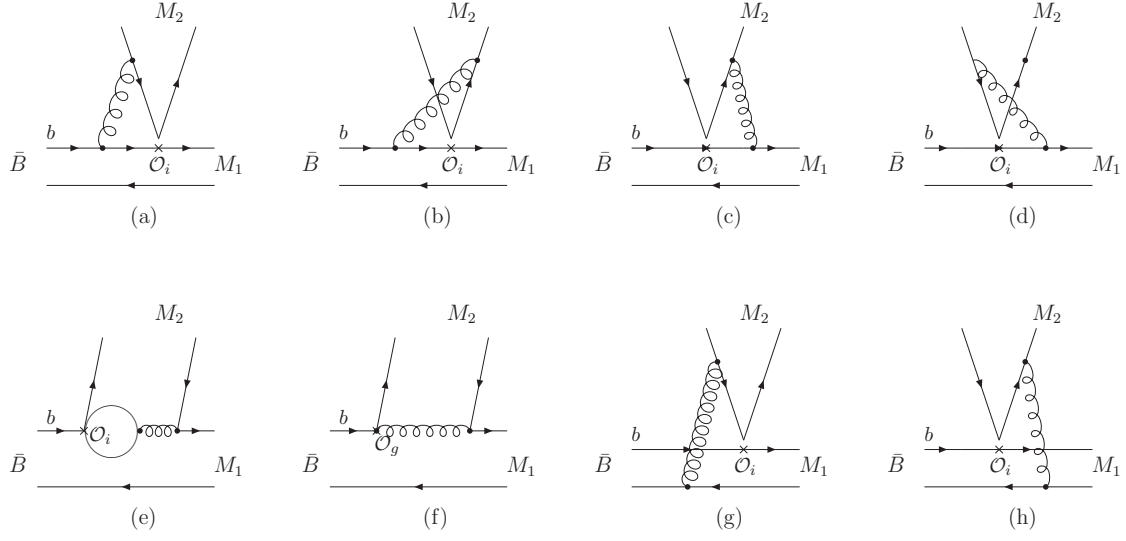 M₂ M₂ M₂ M₂
b b b b
B̄ 𝒪ᵢ M₁ B̄ 𝒪ᵢ M₁ B̄ 𝒪ᵢ M₁ B̄ 𝒪ᵢ M₁
(a) (b) (c) (d)
M₂ M₂ M₂ M₂
b 𝒪ᵢ b 𝒪g b b
B̄ M₁ B̄ M₁ B̄ 𝒪ᵢ M₁ B̄ 𝒪ᵢ M₁
(e) (f) (g) (h)